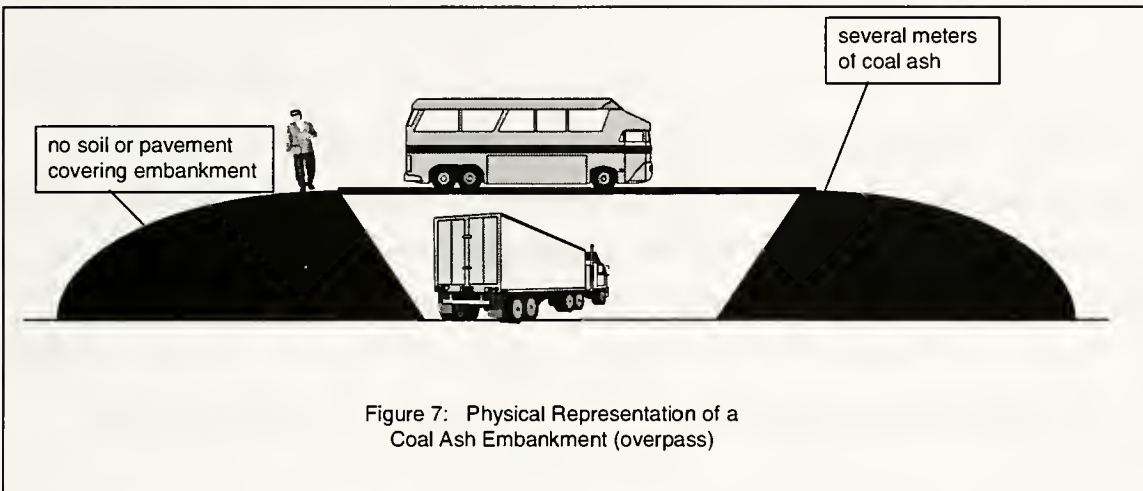 several meters
of coal ash
no soil or pavement
covering embankment
Figure 7: Physical Representation of a
Coal Ash Embankment (overpass)